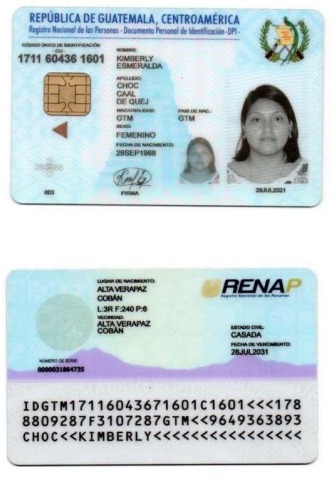 REPÚBLICA DE GUATEMALA, CENTROAMÉRICA
Registro Nacional de las Personas - Documento Personal de Identificación -DPI -
CÓDIGO ÚNICO DE IDENTIFICACIÓN
- CUI -
1711 60436 1601
NOMBRE:
KIMBERLY
ESMERALDA
APELLIDO:
CHOC
CAAL
DE QUEJ
NACIONALIDAD:
GTM
PAIS DE NAC.:
GTM
SEXO:
FEMENINO
FECHA DE NACIMIENTO:
28SEP1988
003
FIRMA
29JUL2021
LUGAR DE NACIMIENTO:
ALTA VERAPAZ
COBÁN
L:3R F:240 P:6
VECINDAD:
ALTA VERAPAZ
COBÁN
RENAP
Registro Nacional de las Personas
ESTADO CIVIL:
CASADA
FECHA DE VENCIMIENTO:
28JUL2031
NÚMERO DE SERIE:
0000031864735
IDGTM17116043671601C1601<<<178
8809287F3107287GTM<<9649363893
CHOC<<KIMBERLY<<<<<<<<<<<<<<<<